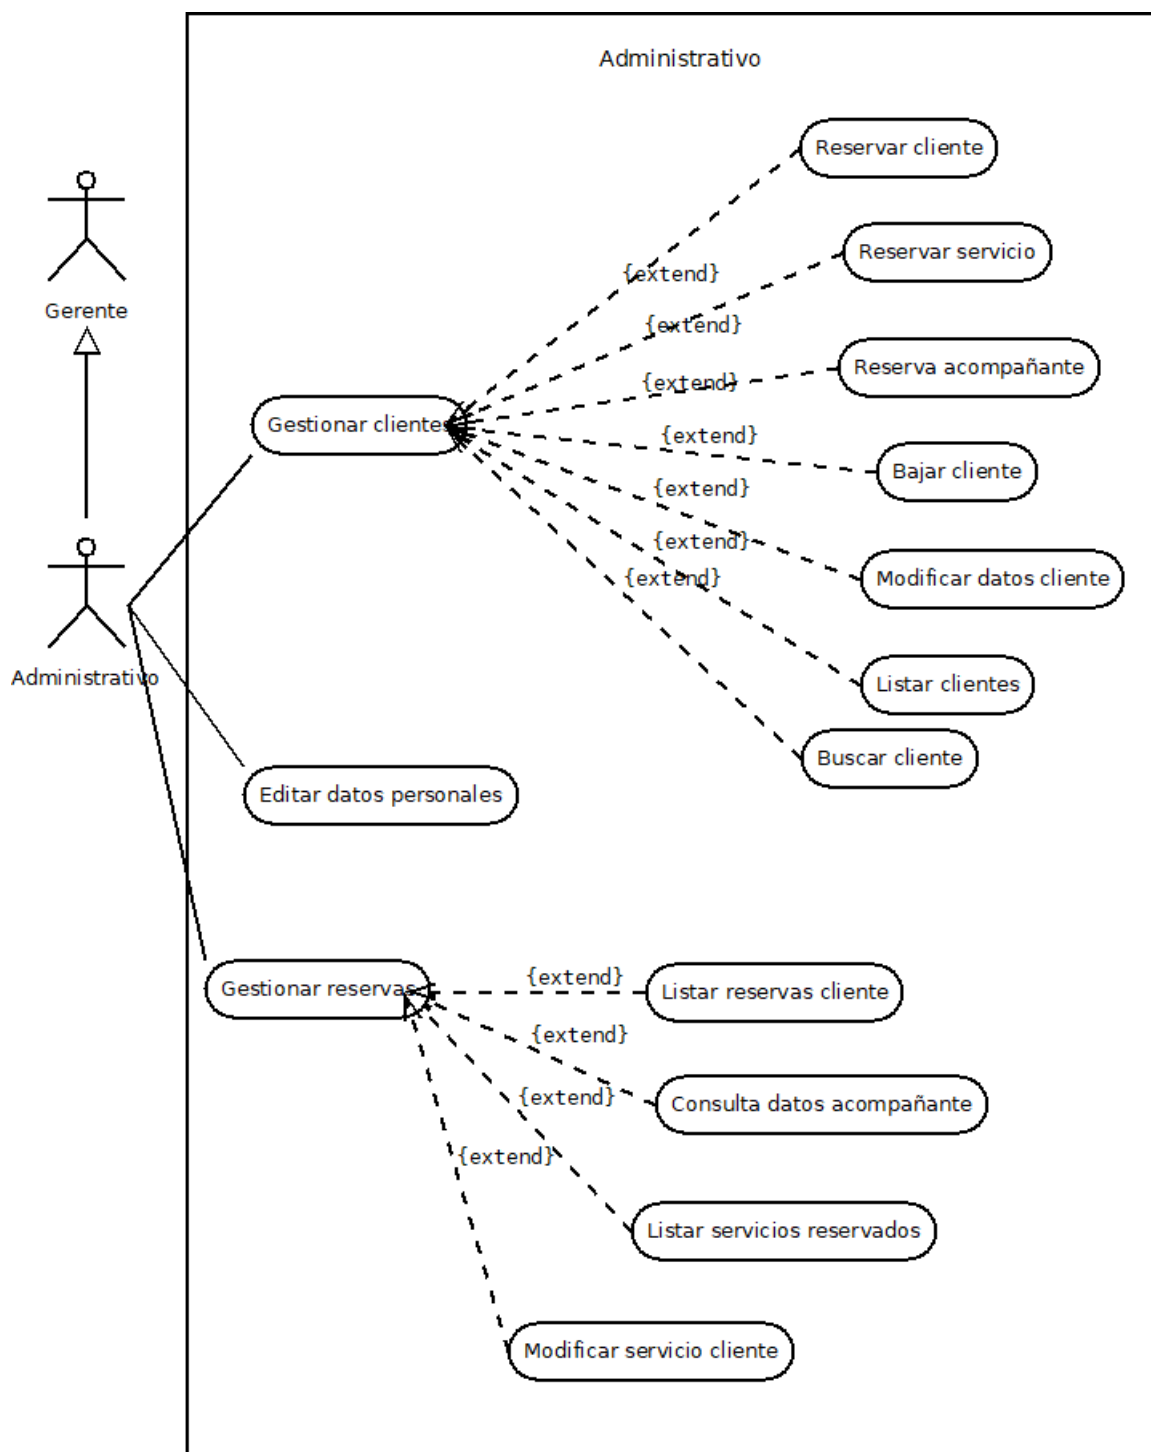 Administrativo
Reservar cliente
Reservar servicio
{extend}
Gerente
{extend}
Reserva acompañante
{extend}
Gestionar clientes
{extend}
Bajar cliente
{extend}
{extend}
Modificar datos cliente
{extend}
Administrativo
Listar clientes
Buscar cliente
Editar datos personales
{extend}
Gestionar reservas
Listar reservas cliente
{extend}
Consulta datos acompañante
{extend}
{extend}
Listar servicios reservados
Modificar servicio cliente